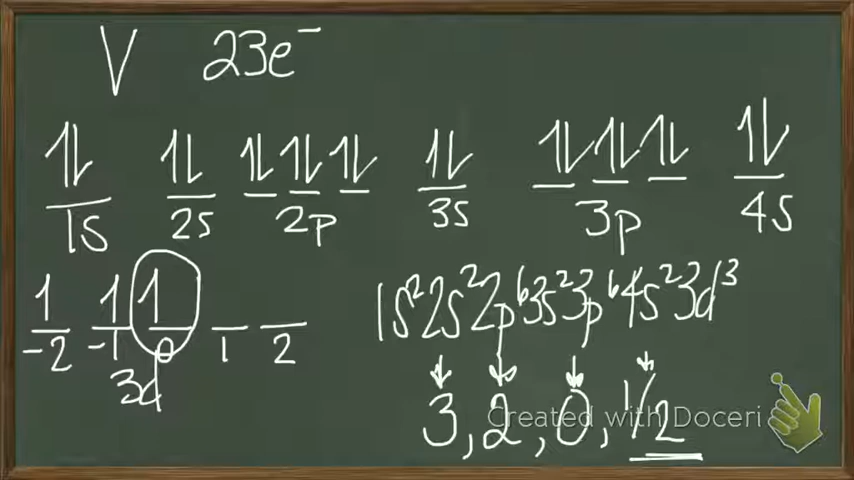 V 23e⁻
1s 2s 2p 3s 3p 4s
-2 -1 0 1 2
3d
1s²2s²2p⁶3s²3p⁶4s²3d³
3, 2, 0, 1/2
Created with Doceri